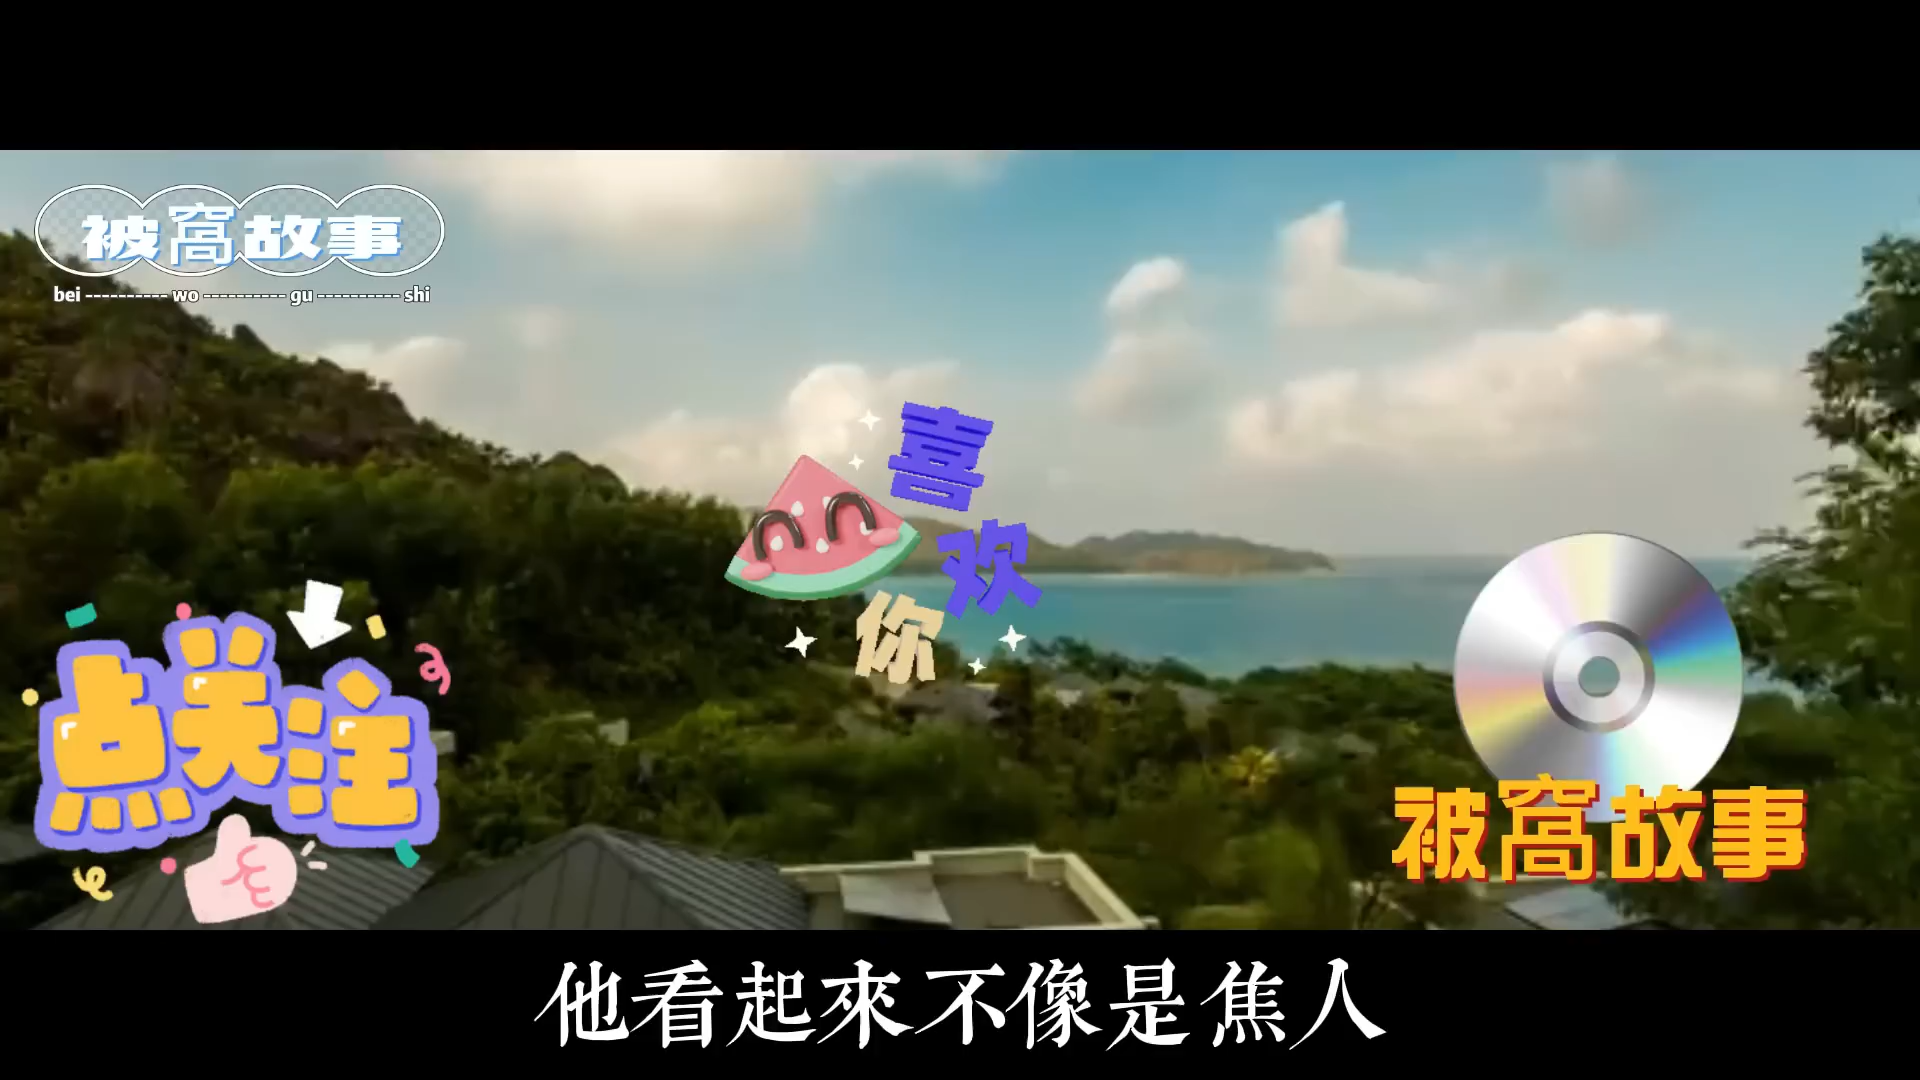 被窩故事
bei ---------- wo ---------- gu ---------- shi
喜欢你
点关注
被窩故事
他看起來不像是焦人